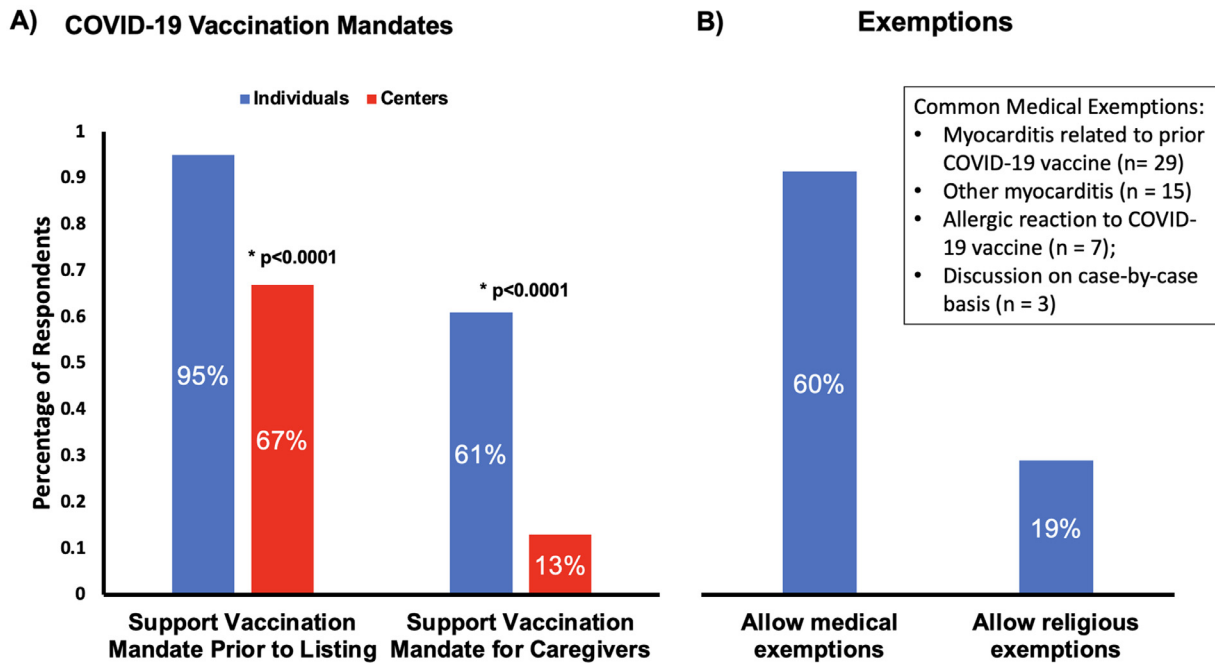 A) COVID-19 Vaccination Mandates
Individuals Centers
Percentage of Respondents
1
0.9
0.8
0.7
0.6
0.5
0.4
0.3
0.2
0.1
0
95%
* p<0.0001
67%
* p<0.0001
61%
13%
Support Vaccination
Mandate Prior to Listing
Support Vaccination
Mandate for Caregivers
B) Exemptions
Common Medical Exemptions:
• Myocarditis related to prior
COVID-19 vaccine (n= 29)
• Other myocarditis (n = 15)
• Allergic reaction to COVID-
19 vaccine (n = 7);
• Discussion on case-by-case
basis (n = 3)
60%
19%
Allow medical
exemptions
Allow religious
exemptions